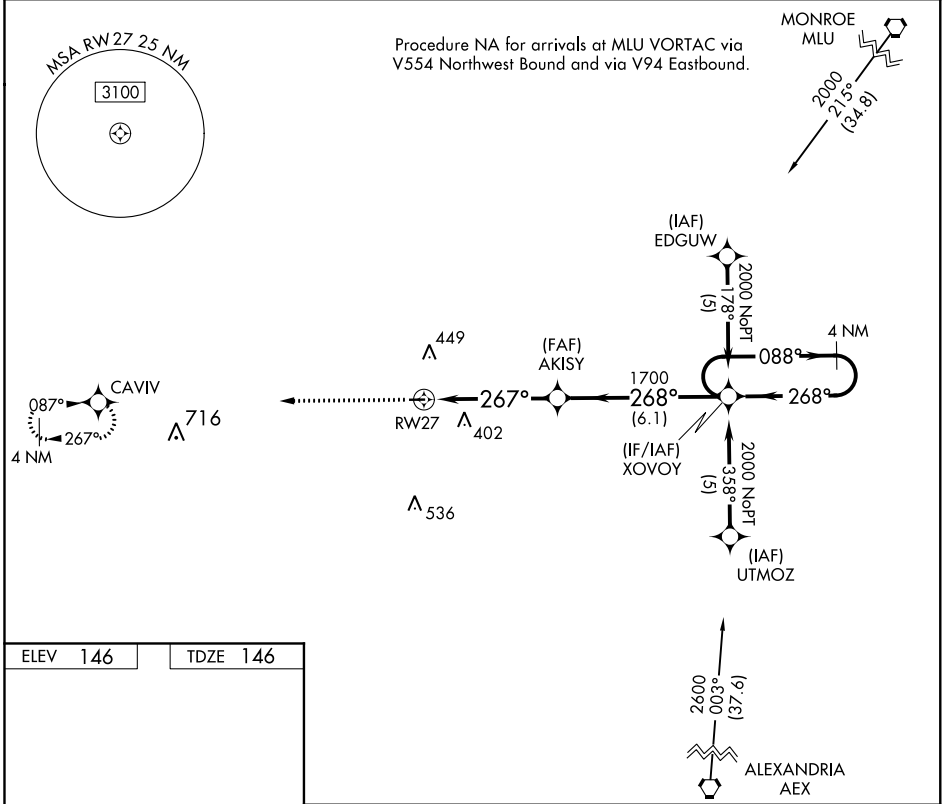 MSA RW27 25 NM
3100
Procedure NA for arrivals at MLU VORTAC via
V554 Northwest Bound and via V94 Eastbound.
MONROE
MLU
2000
215°
(34.8)
(IAF)
EDGUW
2000 NoPT
178°
(5)
4 NM
088°
268°
(FAF)
AKISY
1700
268°
(6.1)
(IF/IAF)
XOVOY
449
267°
RW27
402
536
CAVIV
087°
267°
4 NM
716
2000 NoPT
358°
(5)
(IAF)
UTMOZ
2600
003°
(37.6)
ALEXANDRIA
AEX
ELEV 146
TDZE 146